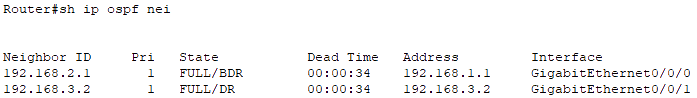 Router#sh ip ospf nei
Neighbor ID     Pri   State           Dead Time   Address         Interface
192.168.2.1       1   FULL/BDR        00:00:34    192.168.1.1     GigabitEthernet0/0/0
192.168.3.2       1   FULL/DR         00:00:34    192.168.3.2     GigabitEthernet0/0/1